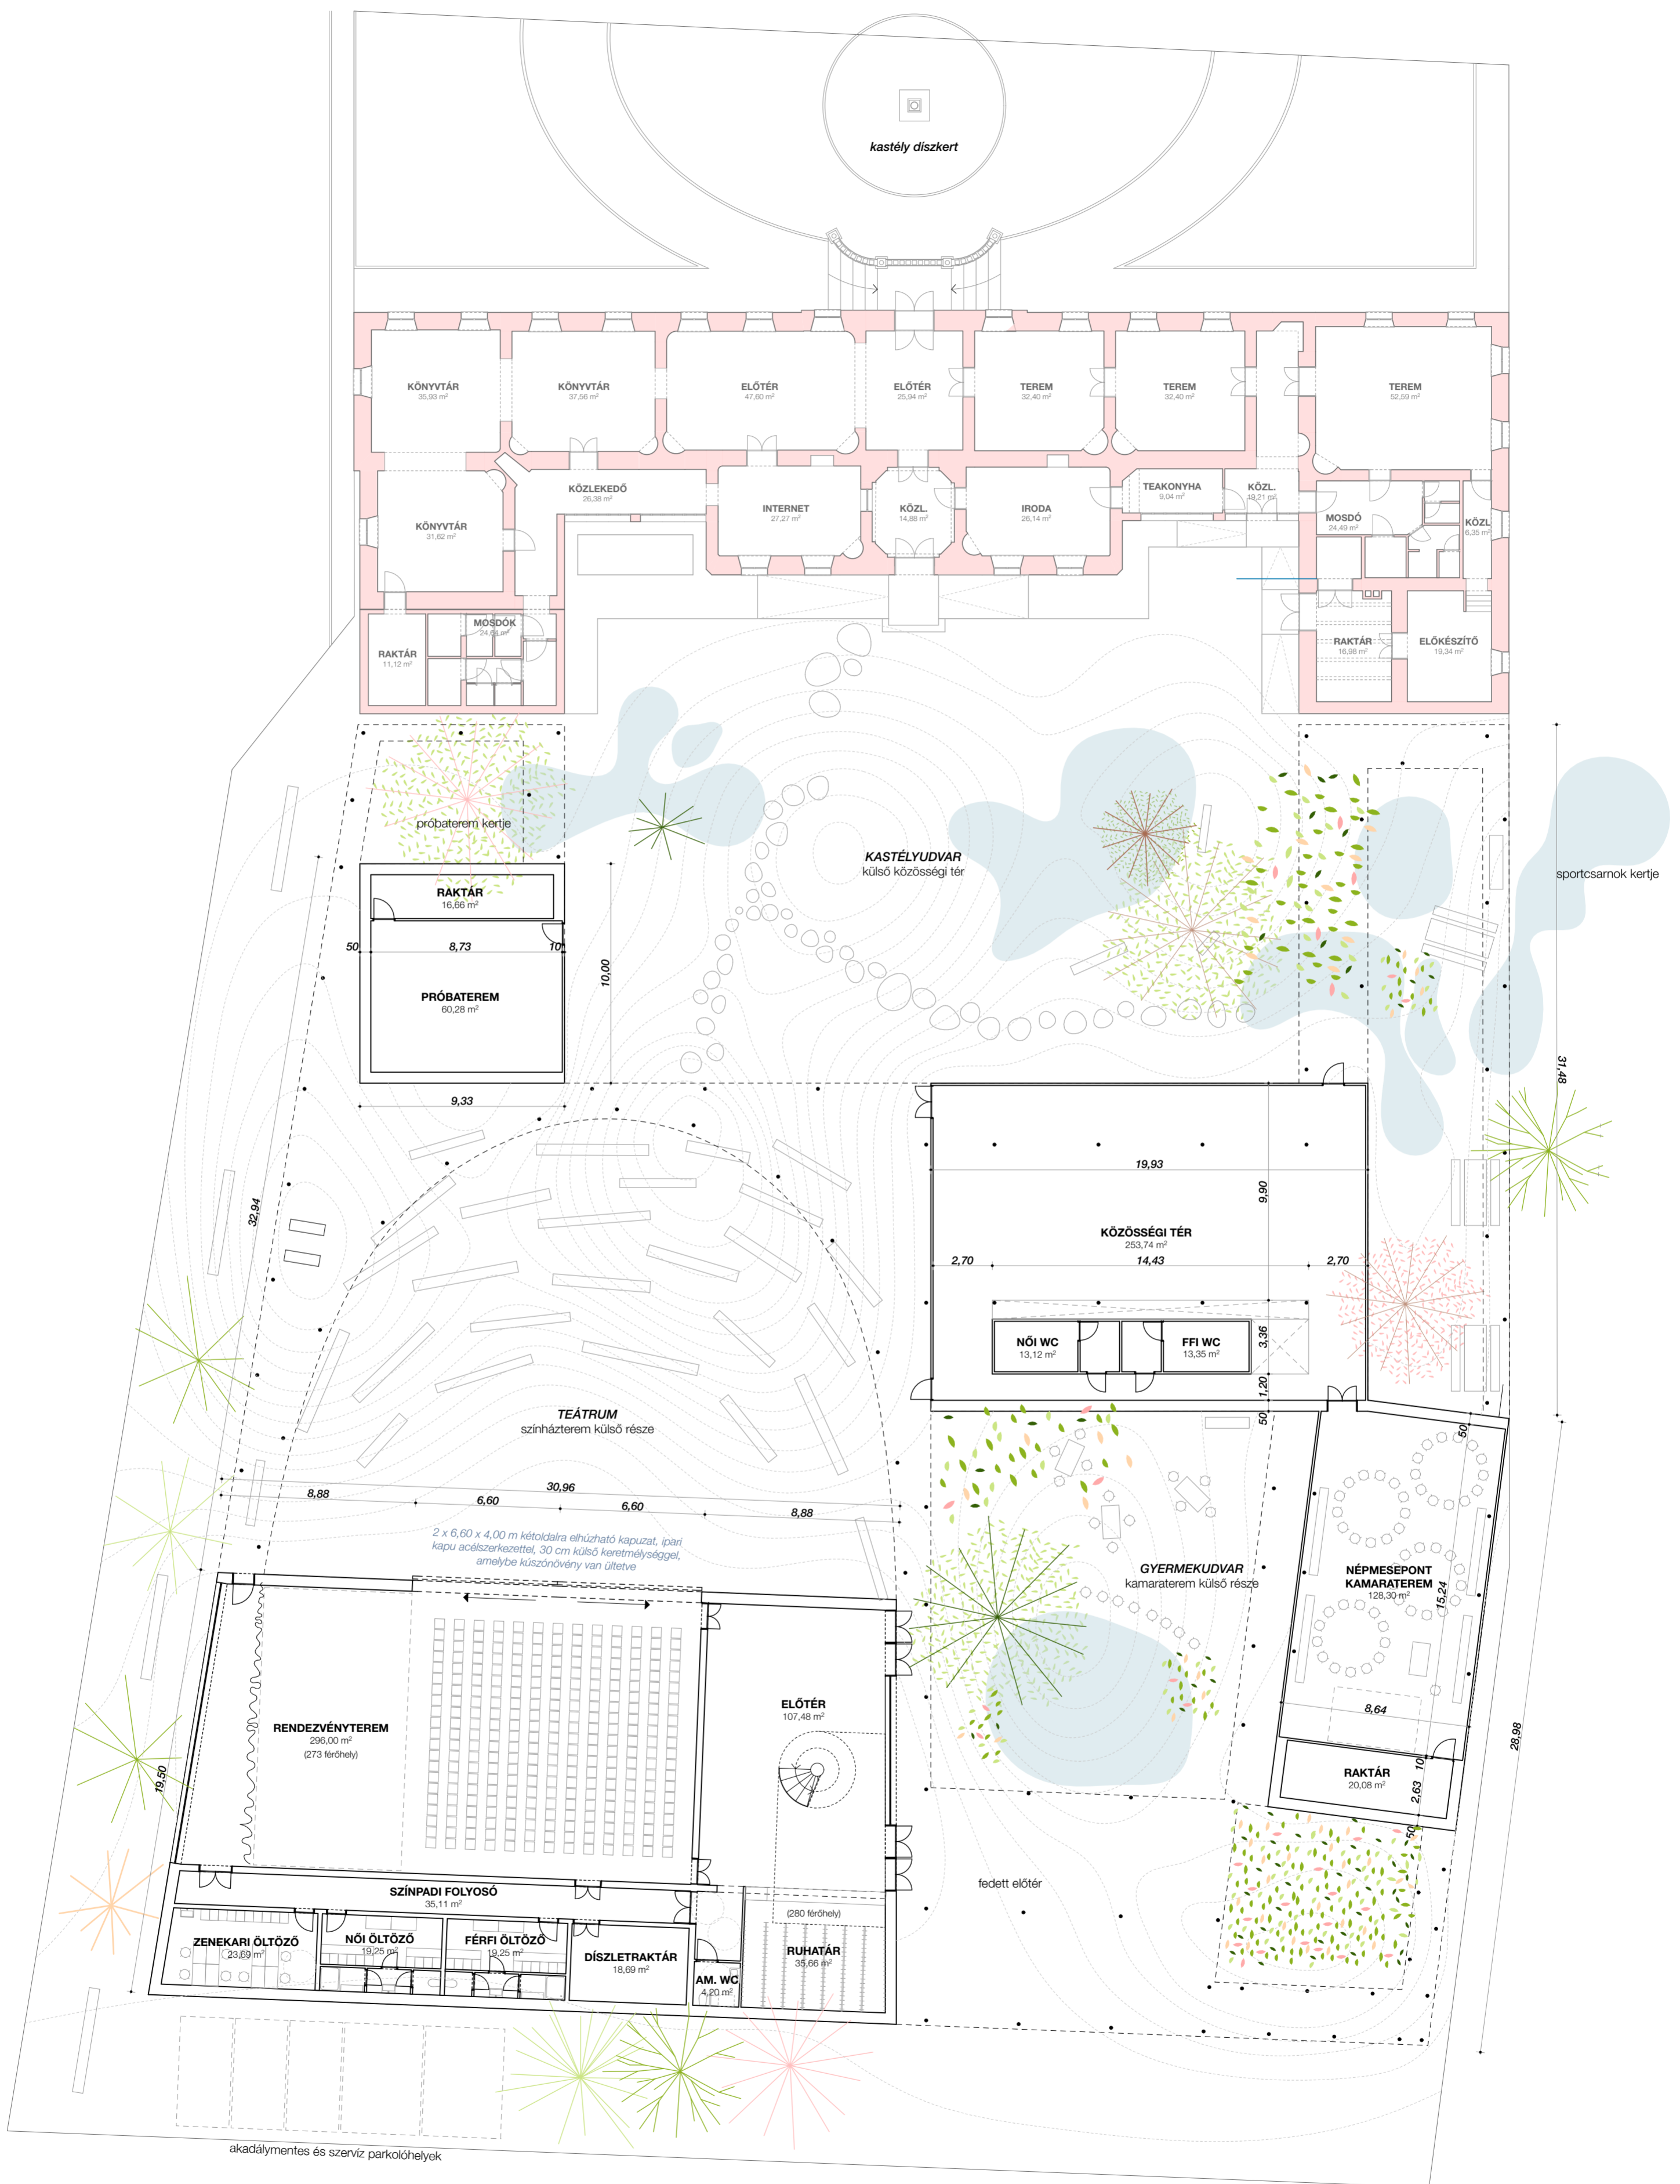 kastély díszkert
KÖNYVTÁR
35,93 m²
KÖNYVTÁR
37,56 m²
ELŐTÉR
47,60 m²
ELŐTÉR
25,94 m²
TEREM
32,40 m²
TEREM
32,40 m²
TEREM
52,59 m²
KÖZLEKEDŐ
26,38 m²
KÖNYVTÁR
31,62 m²
INTERNET
27,27 m²
KÖZL.
14,88 m²
IRODA
26,14 m²
TEAKONYHA
9,04 m²
KÖZL.
19,21 m²
MOSDÓ
24,49 m²
KÖZL
6,35 m²
MOSDÓK
24,64 m²
RAKTÁR
11,12 m²
RAKTÁR
16,98 m²
ELŐKÉSZÍTŐ
19,34 m²
próbaterem kertje
KASTÉLYUDVAR
külső közösségi tér
sportcsarnok kertje
RAKTÁR
16,66 m²
50
8,73
10
10,00
PRÓBATEREM
60,28 m²
9,33
31,48
32,94
19,93
9,90
KÖZÖSSÉGI TÉR
253,74 m²
2,70
14,43
2,70
NŐI WC
13,12 m²
FFI WC
13,35 m²
3,36
1,20
50
50
TEÁTRUM
színházterem külső része
30,96
8,88
6,60
6,60
8,88
2 x 6,60 x 4,00 m kétoldalra elhúzható kapuzat, ipari
kapu acélszerkezettel, 30 cm külső keretmélységgel,
amelybe kúszónövény van ültetve
GYERMEKUDVAR
kamaraterem külső része
NÉPMESEPONT
KAMARATEREM
128,30 m²
15,24
8,64
28,98
RENDEZVÉNYTEREM
296,00 m²
(273 férőhely)
ELŐTÉR
107,48 m²
19,50
RAKTÁR
20,08 m²
10
2,63
50
SZÍNPADI FOLYOSÓ
35,11 m²
fedett előtér
(280 férőhely)
ZENEKARI ÖLTÖZŐ
23,69 m²
NŐI ÖLTÖZŐ
19,25 m²
FÉRFI ÖLTÖZŐ
19,25 m²
DÍSZLETRAKTÁR
18,69 m²
AM. WC
4,20 m²
RUHATÁR
35,66 m²
akadálymentes és szervíz parkolóhelyek